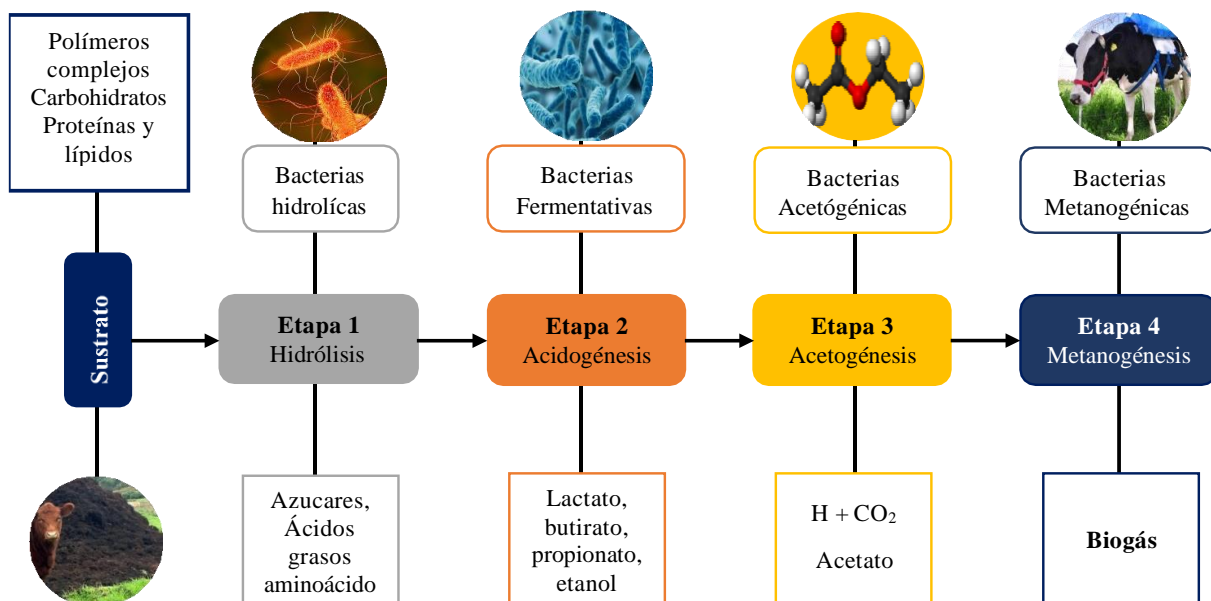 Polímeros
complejos
Carbohidratos
Proteínas y
lípidos
Bacterias
hidrolícas
Bacterias
Fermentativas
Bacterias
Acetógénicas
Bacterias
Metanogénicas
Sustrato
Etapa 1
Hidrólisis
Etapa 2
Acidogénesis
Etapa 3
Acetogénesis
Etapa 4
Metanogénesis
Azucares,
Ácidos
grasos
aminoácido
Lactato,
butirato,
propionato,
etanol
H + CO₂
Acetato
Biogás